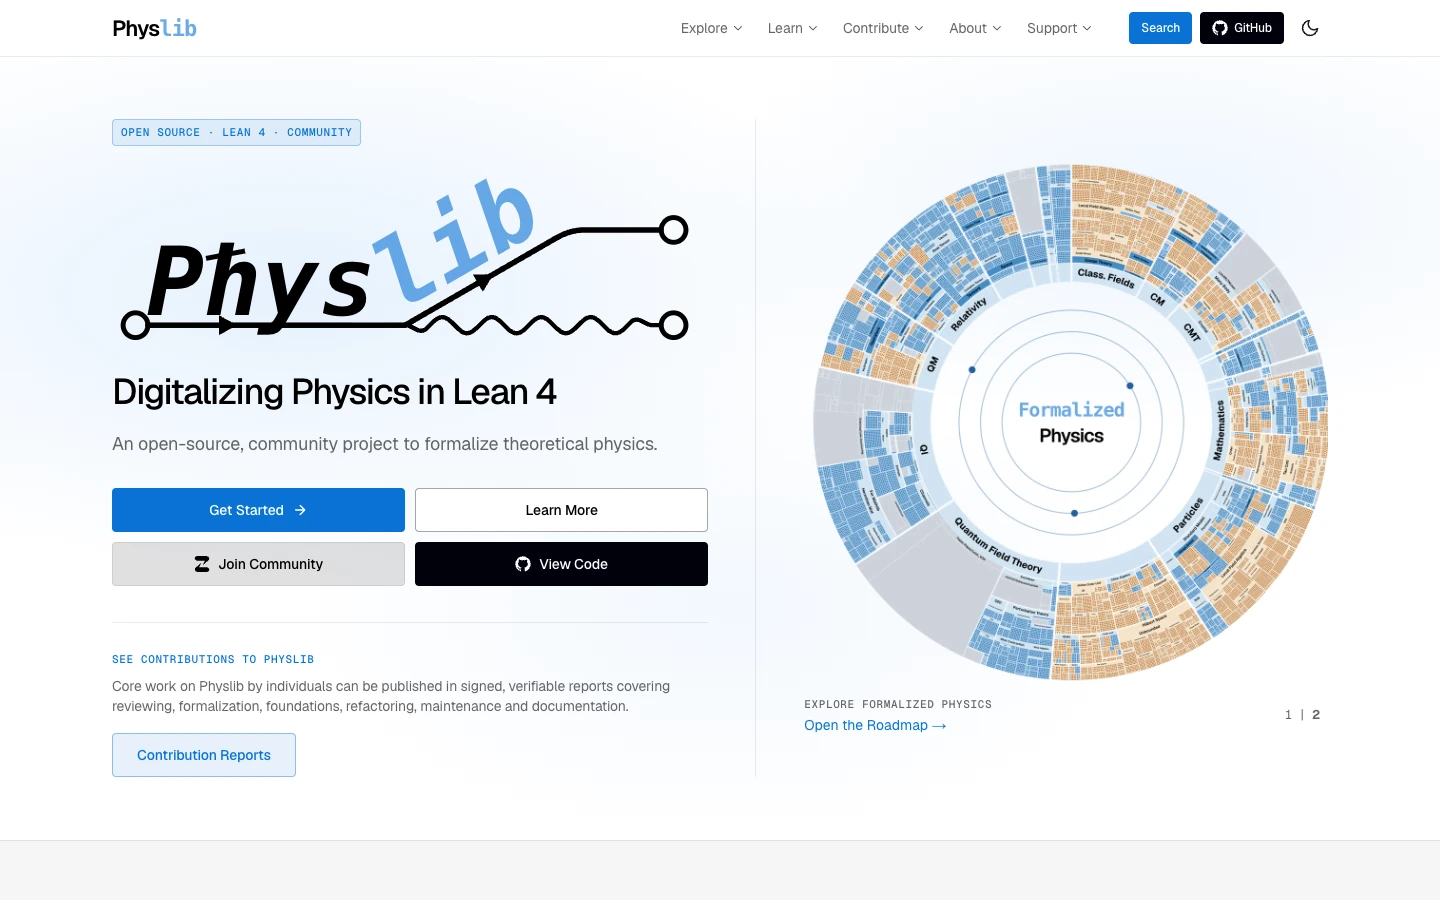 Physlib
Explore
Learn
Contribute
About
Support
Search
GitHub
OPEN SOURCE · LEAN 4 · COMMUNITY
Physlib
Digitalizing Physics in Lean 4
An open-source, community project to formalize theoretical physics.
Get Started →
Learn More
Join Community
View Code
SEE CONTRIBUTIONS TO PHYSLIB
Core work on Physlib by individuals can be published in signed, verifiable reports covering
reviewing, formalization, foundations, refactoring, maintenance and documentation.
Contribution Reports
Class. Fields
CM
CMT
Mathematics
Particles
Quantum Field Theory
QI
QM
Relativity
Formalized
Physics
EXPLORE FORMALIZED PHYSICS
Open the Roadmap →
1 | 2